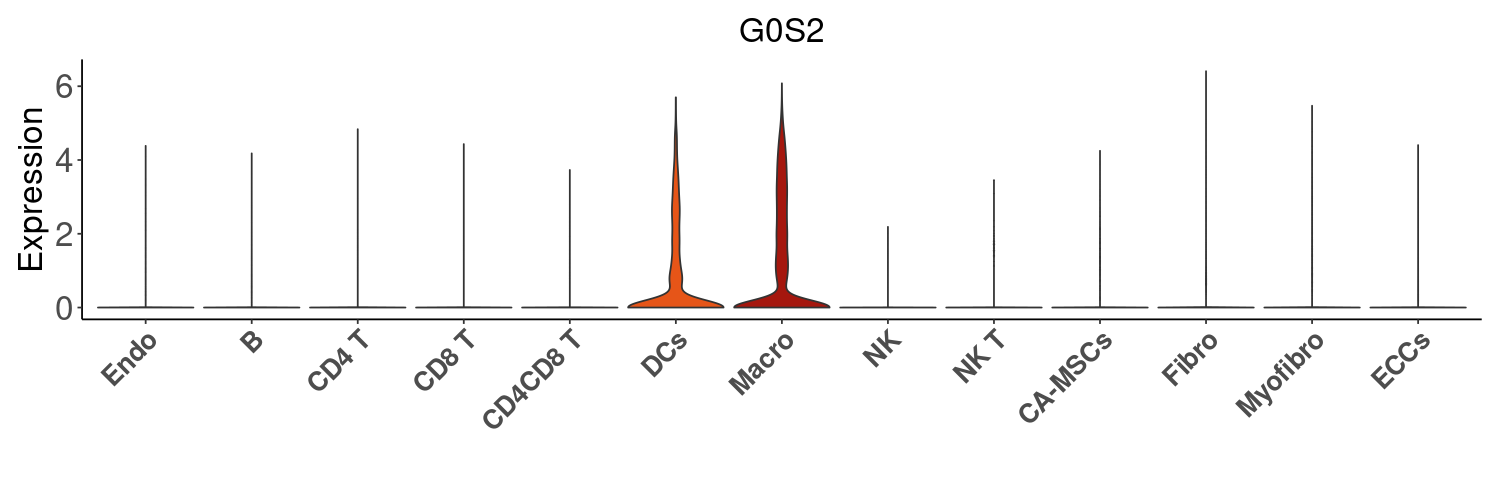 G0S2
Expression
6
4
2
0
Endo
B
CD4 T
CD8 T
CD4CD8 T
DCs
Macro
NK
NK T
CA-MSCs
Fibro
Myofibro
ECCs